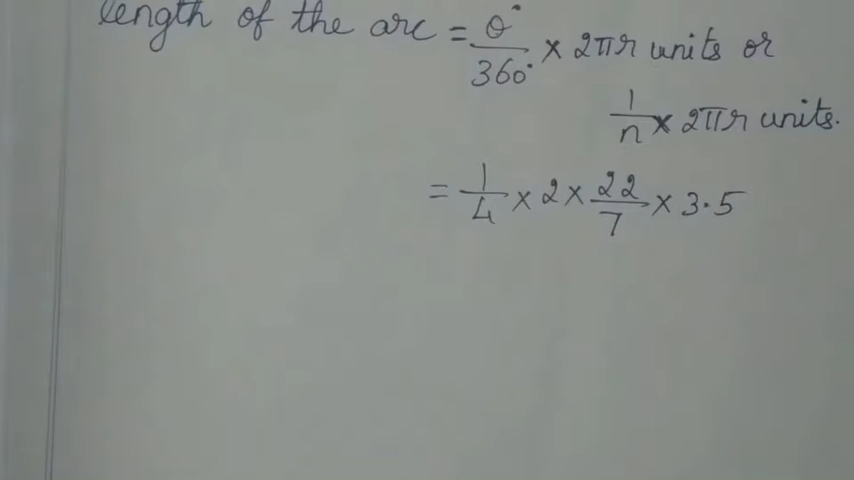 length of the arc = θ°/360° × 2πr units or
1/n × 2πr units.
= 1/4 × 2 × 22/7 × 3.5